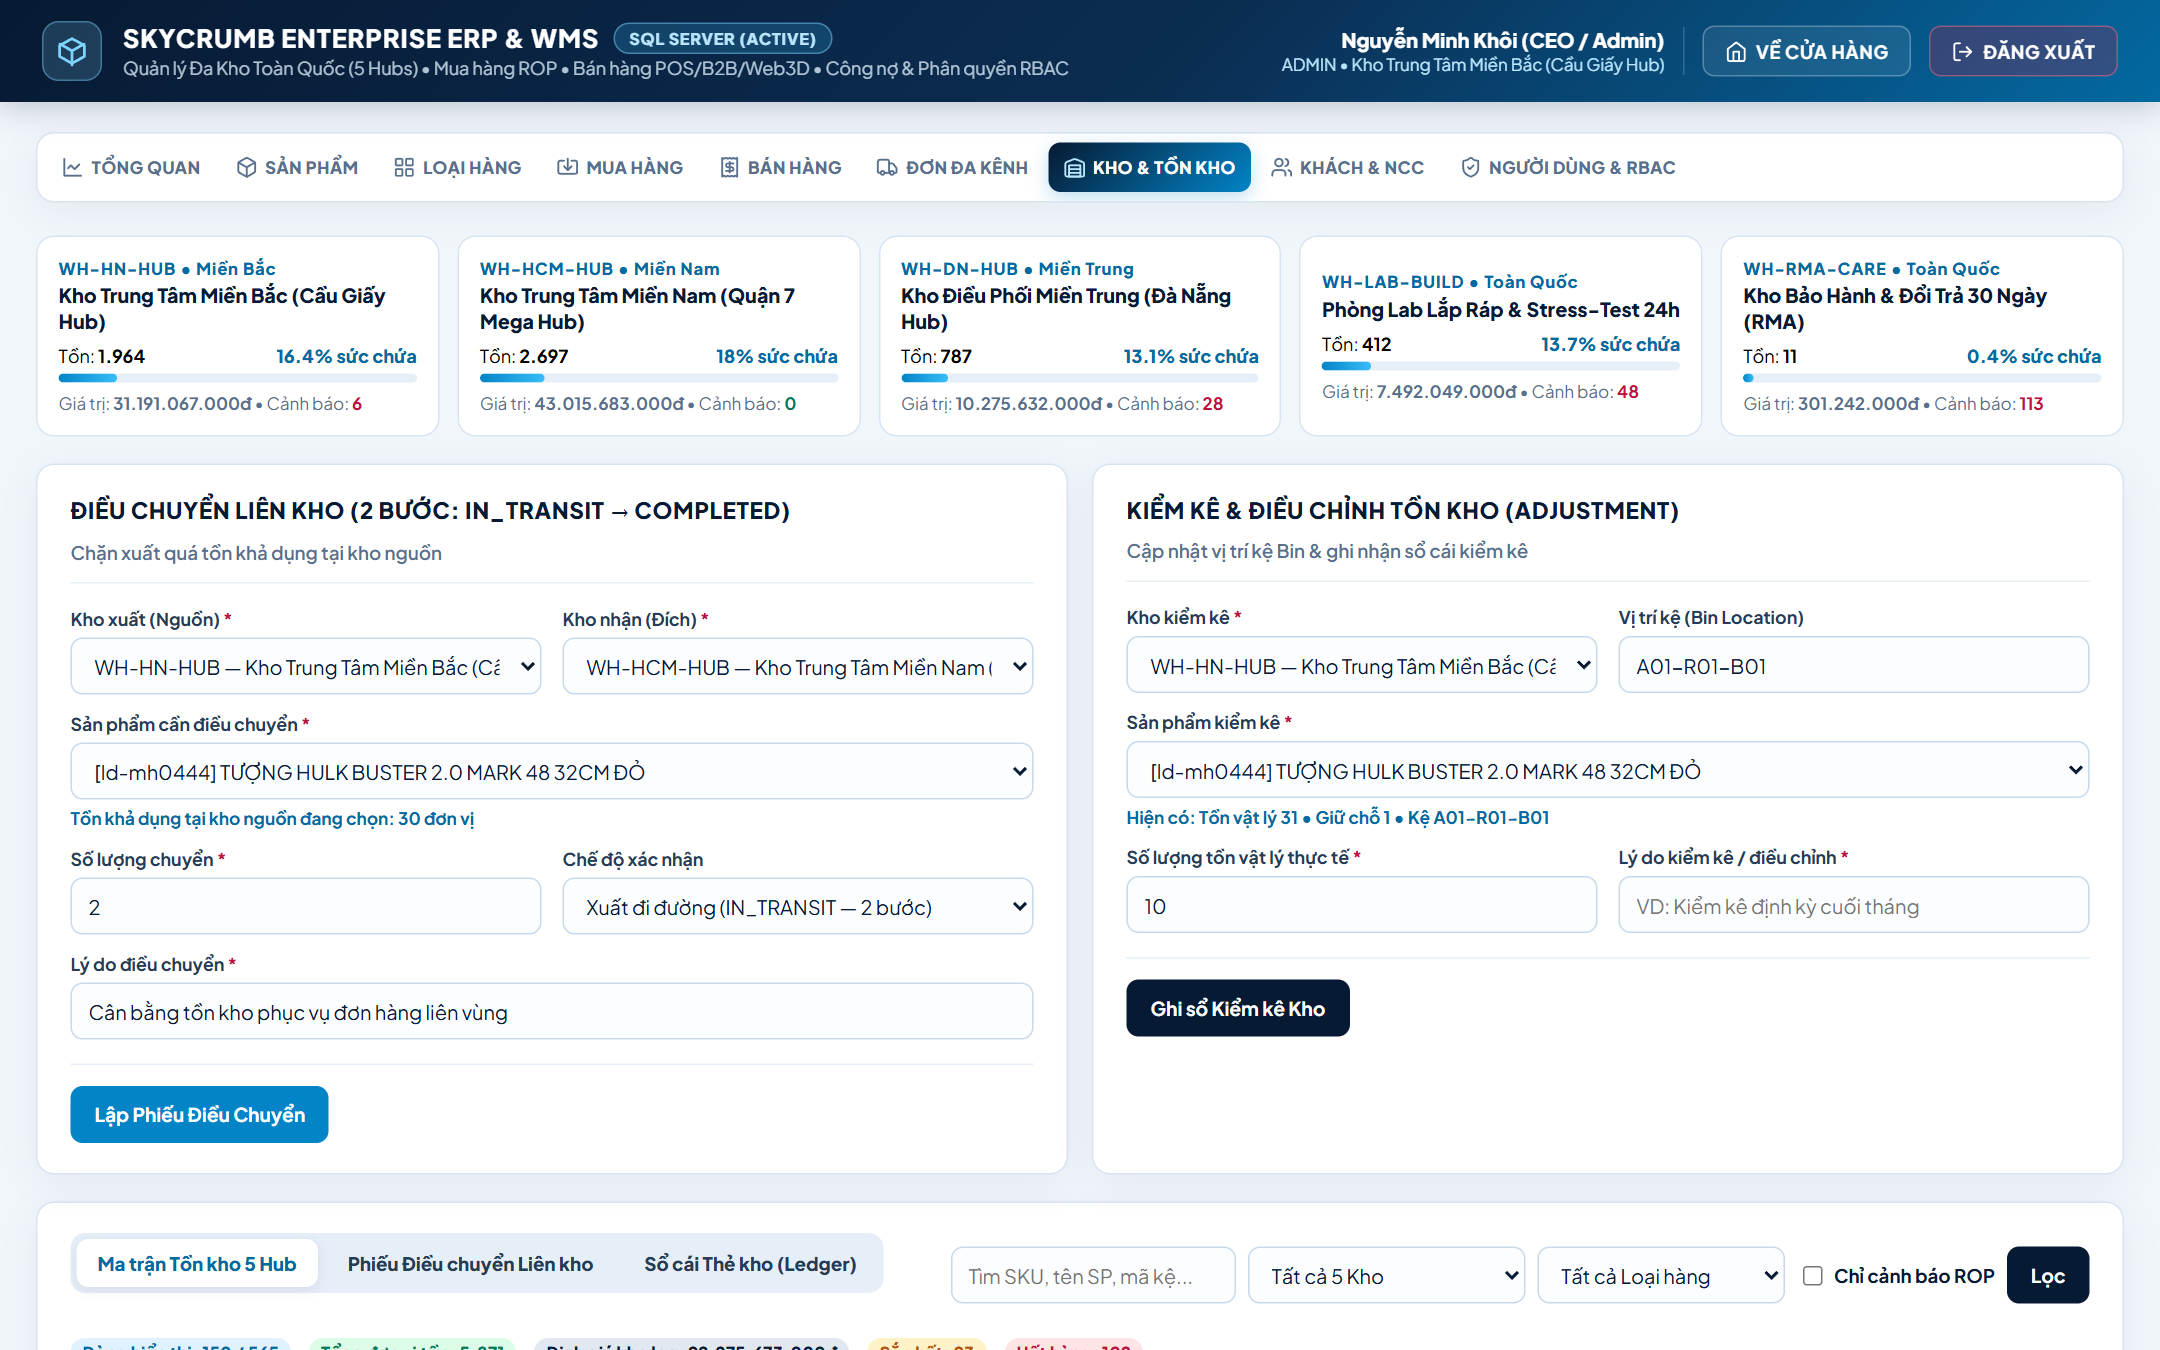 SKYCRUMB ENTERPRISE ERP & WMS SQL SERVER (ACTIVE)
Quản lý Đa Kho Toàn Quốc (5 Hubs) • Mua hàng ROP • Bán hàng POS/B2B/Web3D • Công nợ & Phân quyền RBAC
Nguyễn Minh Khôi (CEO / Admin)
ADMIN • Kho Trung Tâm Miền Bắc (Cầu Giấy Hub)
VỀ CỬA HÀNG
ĐĂNG XUẤT
TỔNG QUAN
SẢN PHẨM
LOẠI HÀNG
MUA HÀNG
BÁN HÀNG
ĐƠN ĐA KÊNH
KHO & TỒN KHO
KHÁCH & NCC
NGƯỜI DÙNG & RBAC
WH-HN-HUB • Miền Bắc
Kho Trung Tâm Miền Bắc (Cầu Giấy
Hub)
Tồn: 1.964 16.4% sức chứa
Giá trị: 31.191.067.000đ • Cảnh báo: 6
WH-HCM-HUB • Miền Nam
Kho Trung Tâm Miền Nam (Quận 7
Mega Hub)
Tồn: 2.697 18% sức chứa
Giá trị: 43.015.683.000đ • Cảnh báo: 0
WH-DN-HUB • Miền Trung
Kho Điều Phối Miền Trung (Đà Nẵng
Hub)
Tồn: 787 13.1% sức chứa
Giá trị: 10.275.632.000đ • Cảnh báo: 28
WH-LAB-BUILD • Toàn Quốc
Phòng Lab Lắp Ráp & Stress-Test 24h
Tồn: 412 13.7% sức chứa
Giá trị: 7.492.049.000đ • Cảnh báo: 48
WH-RMA-CARE • Toàn Quốc
Kho Bảo Hành & Đổi Trả 30 Ngày
(RMA)
Tồn: 11 0.4% sức chứa
Giá trị: 301.242.000đ • Cảnh báo: 113
ĐIỀU CHUYỂN LIÊN KHO (2 BƯỚC: IN_TRANSIT → COMPLETED)
Chặn xuất quá tồn khả dụng tại kho nguồn
Kho xuất (Nguồn) * Kho nhận (Đích) *
WH-HN-HUB — Kho Trung Tâm Miền Bắc (Cầ WH-HCM-HUB — Kho Trung Tâm Miền Nam (
Sản phẩm cần điều chuyển *
[ld-mh0444] TƯỢNG HULK BUSTER 2.0 MARK 48 32CM ĐỎ
Tồn khả dụng tại kho nguồn đang chọn: 30 đơn vị
Số lượng chuyển * Chế độ xác nhận
2 Xuất đi đường (IN_TRANSIT — 2 bước)
Lý do điều chuyển *
Cân bằng tồn kho phục vụ đơn hàng liên vùng
Lập Phiếu Điều Chuyển
KIỂM KÊ & ĐIỀU CHỈNH TỒN KHO (ADJUSTMENT)
Cập nhật vị trí kệ Bin & ghi nhận sổ cái kiểm kê
Kho kiểm kê * Vị trí kệ (Bin Location)
WH-HN-HUB — Kho Trung Tâm Miền Bắc (Cầ A01-R01-B01
Sản phẩm kiểm kê *
[ld-mh0444] TƯỢNG HULK BUSTER 2.0 MARK 48 32CM ĐỎ
Hiện có: Tồn vật lý 31 • Giữ chỗ 1 • Kệ A01-R01-B01
Số lượng tồn vật lý thực tế * Lý do kiểm kê / điều chỉnh *
10 VD: Kiểm kê định kỳ cuối tháng
Ghi sổ Kiểm kê Kho
Ma trận Tồn kho 5 Hub Phiếu Điều chuyển Liên kho Sổ cái Thẻ kho (Ledger)
Tìm SKU, tên SP, mã kệ... Tất cả 5 Kho Tất cả Loại hàng Chỉ cảnh báo ROP Lọc